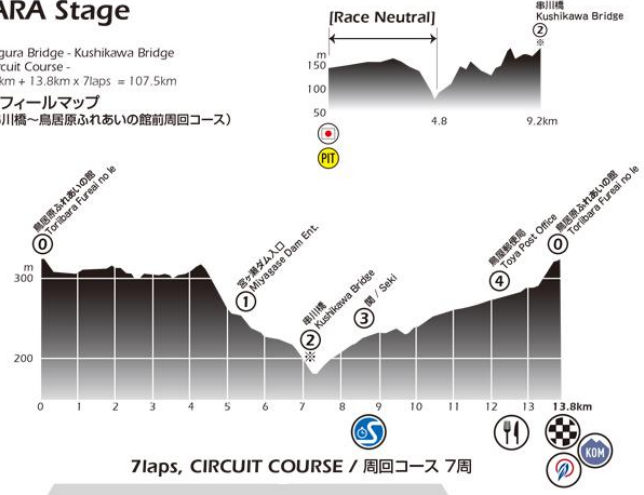 ARA Stage
gura Bridge - Kushikawa Bridge
rcuit Course -
km + 13.8km x 7laps = 107.5km
フィールマップ
串川橋~鳥居原ふれあいの館前周回コース)
[Race Neutral]
串川橋
Kushikawa Bridge
②
※
m
150
100
50
4.8
9.2km
PIT
鳥居原ふれあいの館
Toriibara Fureai no Ie
0
宮ヶ瀬ダム入口
Miyagase Dam Ent.
①
串川橋
Kushikawa Bridge
②
※
関 / Seki
③
鳥屋郵便局
Toya Post Office
④
鳥居原ふれあいの館
Toriibara Fureai no Ie
0
m
300
200
0 1 2 3 4 5 6 7 8 9 10 11 12 13 13.8km
S
KOM
7laps, CIRCUIT COURSE / 周回コース 7周